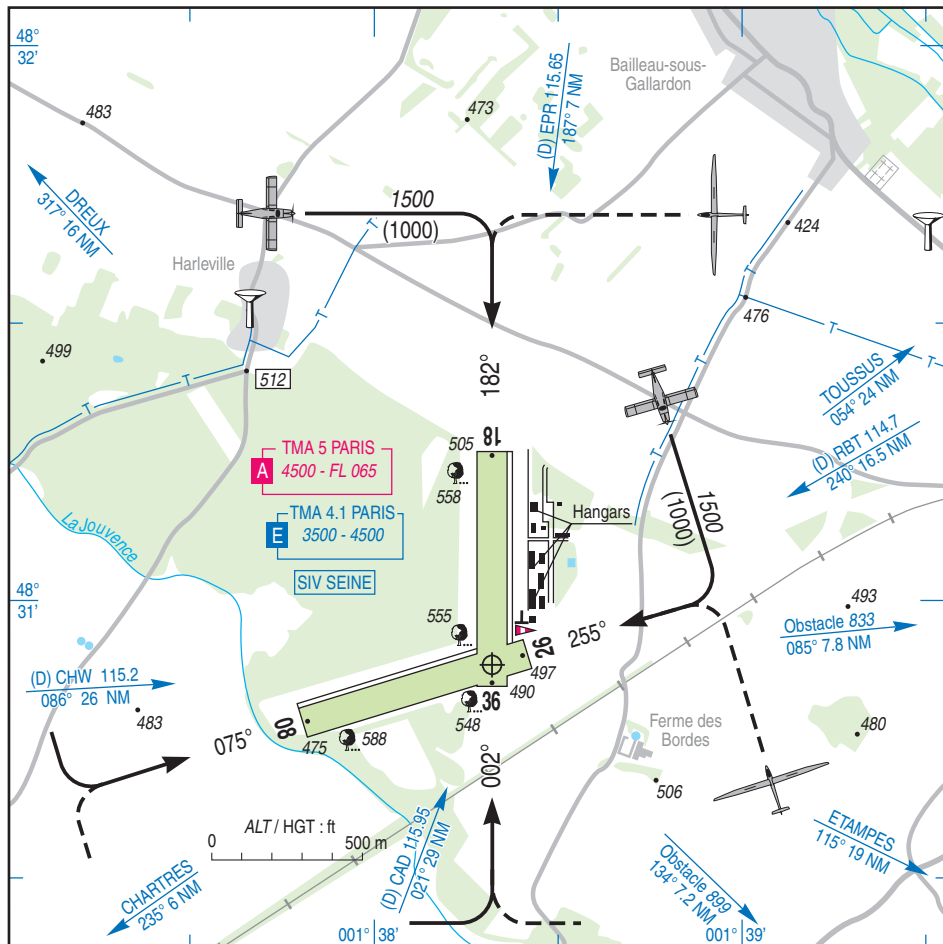 48°
32'
483
473
(D) EPR 115.65
187° 7 NM
Bailleau-sous-
Gallardon
DREUX
317° 16 NM
1500
(1000)
424
Harleville
T
T
T
T
476
T
T
499
T
T
512
TOUSSUS
054° 24 NM
182°
18
505
(D) RBT 114.7
240° 16.5 NM
TMA 5 PARIS
A
4500 - FL 065
558
1500
(1000)
Hangars
La Jouvence
TMA 4.1 PARIS
E
3500 - 4500
SIV SEINE
48°
31'
493
555
Obstacle 833
085° 7.8 NM
26
255°
497
(D) CHW 115.2
086° 26 NM
490
36
483
548
Ferme des
Bordes
480
08
075°
475
588
002°
506
ALT / HGT : ft
0
500 m
(D) CAD 115.95
021° 29 NM
ETAMPES
115° 19 NM
Obstacle 899
134° 7.2 NM
CHARTRES
235° 6 NM
001° 38'
001° 39'